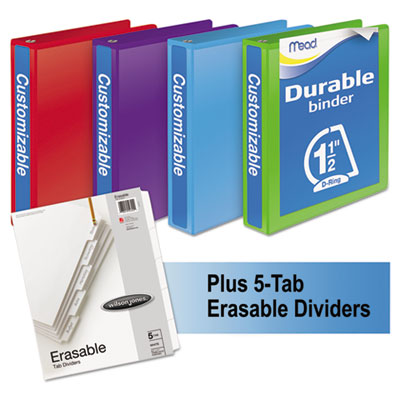 Customizable
Customizable
Customizable
Customizable
Mead
Durable
binder
1 1"
2
D-Ring
Plus 5-Tab
Erasable Dividers
Erasable
wilson jones
5
Erasable
Tab Dividers